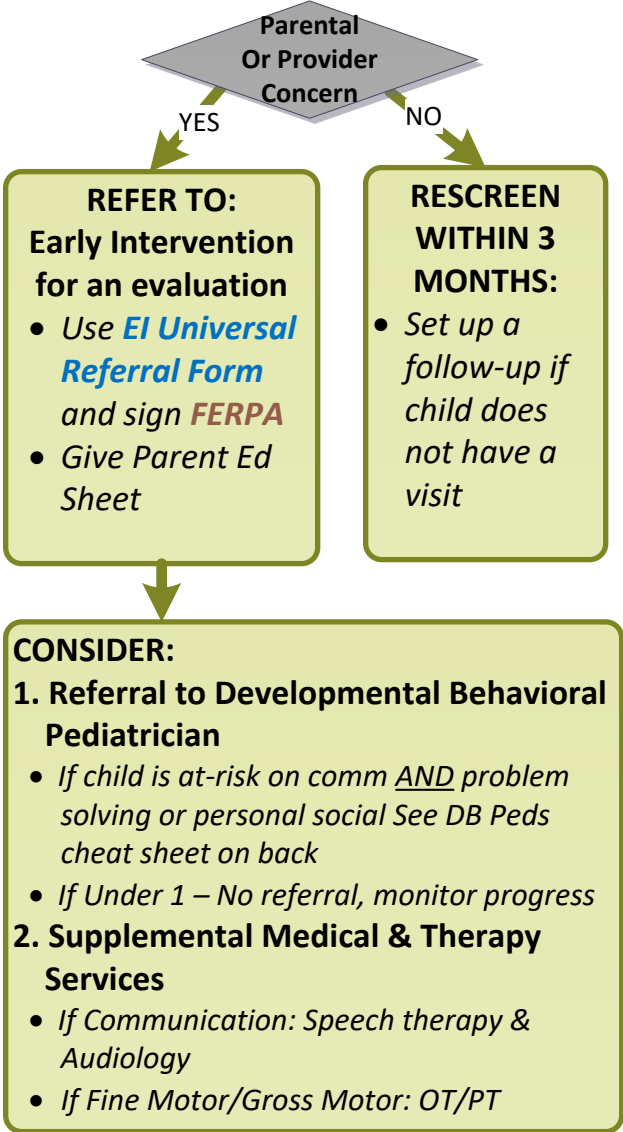 Parental
Or Provider
Concern
YES
NO
REFER TO:
Early Intervention
for an evaluation
• Use EI Universal
Referral Form
and sign FERPA
• Give Parent Ed
Sheet
RESCREEN
WITHIN 3
MONTHS:
• Set up a
follow-up if
child does
not have a
visit
CONSIDER:
1. Referral to Developmental Behavioral
Pediatrician
• If child is at-risk on comm AND problem
solving or personal social See DB Peds
cheat sheet on back
• If Under 1 – No referral, monitor progress
2. Supplemental Medical & Therapy
Services
• If Communication: Speech therapy &
Audiology
• If Fine Motor/Gross Motor: OT/PT